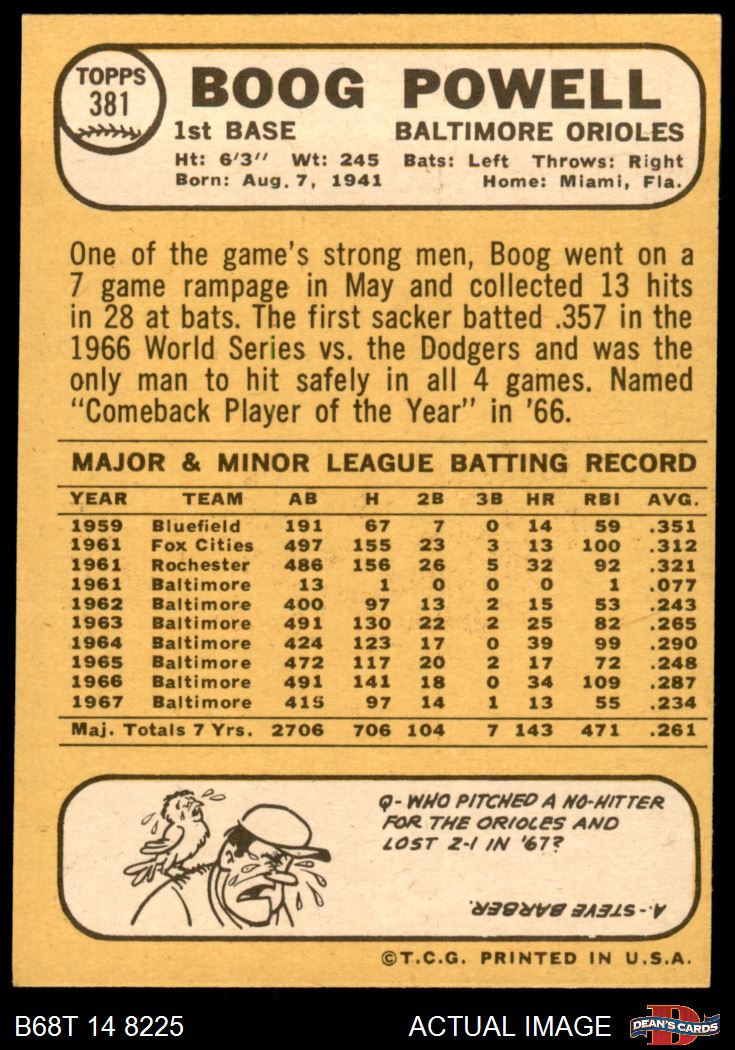 TOPPS
381
BOOG POWELL
1st BASE BALTIMORE ORIOLES
Ht: 6'3" Wt: 245 Bats: Left Throws: Right
Born: Aug. 7, 1941 Home: Miami, Fla.
One of the game's strong men, Boog went on a
7 game rampage in May and collected 13 hits
in 28 at bats. The first sacker batted .357 in the
1966 World Series vs. the Dodgers and was the
only man to hit safely in all 4 games. Named
"Comeback Player of the Year" in '66.
MAJOR & MINOR LEAGUE BATTING RECORD
YEAR TEAM AB H 2B 3B HR RBI AVG.
1959 Bluefield 191 67 7 0 14 59 .351
1961 Fox Cities 497 155 23 3 13 100 .312
1961 Rochester 486 156 26 5 32 92 .321
1961 Baltimore 13 1 0 0 0 1 .077
1962 Baltimore 400 97 13 2 15 53 .243
1963 Baltimore 491 130 22 2 25 82 .265
1964 Baltimore 424 123 17 0 39 99 .290
1965 Baltimore 472 117 20 2 17 72 .248
1966 Baltimore 491 141 18 0 34 109 .287
1967 Baltimore 415 97 14 1 13 55 .234
Maj. Totals 7 Yrs. 2706 706 104 7 143 471 .261
Q-WHO PITCHED A NO-HITTER
FOR THE ORIOLES AND
LOST 2-1 IN '67?
A-STEVE BARBER.
©T.C.G. PRINTED IN U.S.A.
B68T 14 8225 ACTUAL IMAGE D DEAN'S CARDS